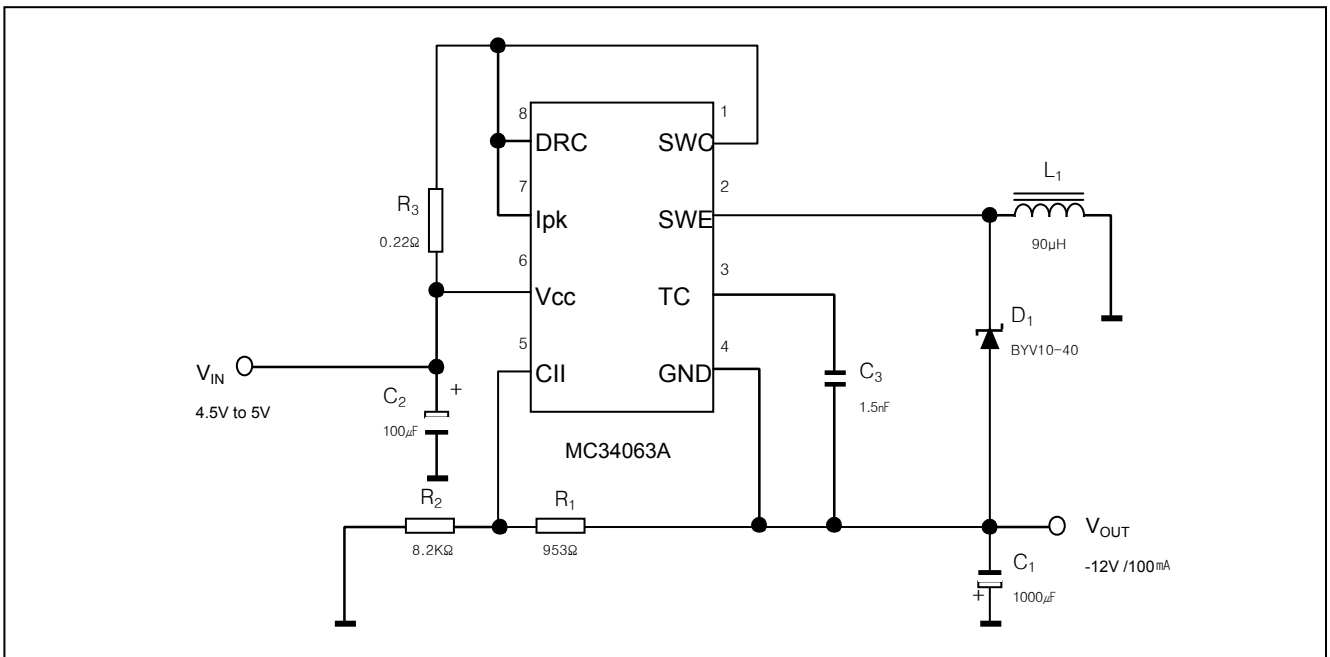 8
DRC
1
SWC
7
Ipk
2
SWE
6
Vcc
3
TC
5
CII
4
GND
MC34063A
R3
0.22Ω
L1
90μH
D1
BYV10-40
VIN
4.5V to 5V
C2
+
100μF
C3
1.5nF
R2
8.2KΩ
R1
953Ω
VOUT
-12V /100mA
C1
+
1000μF